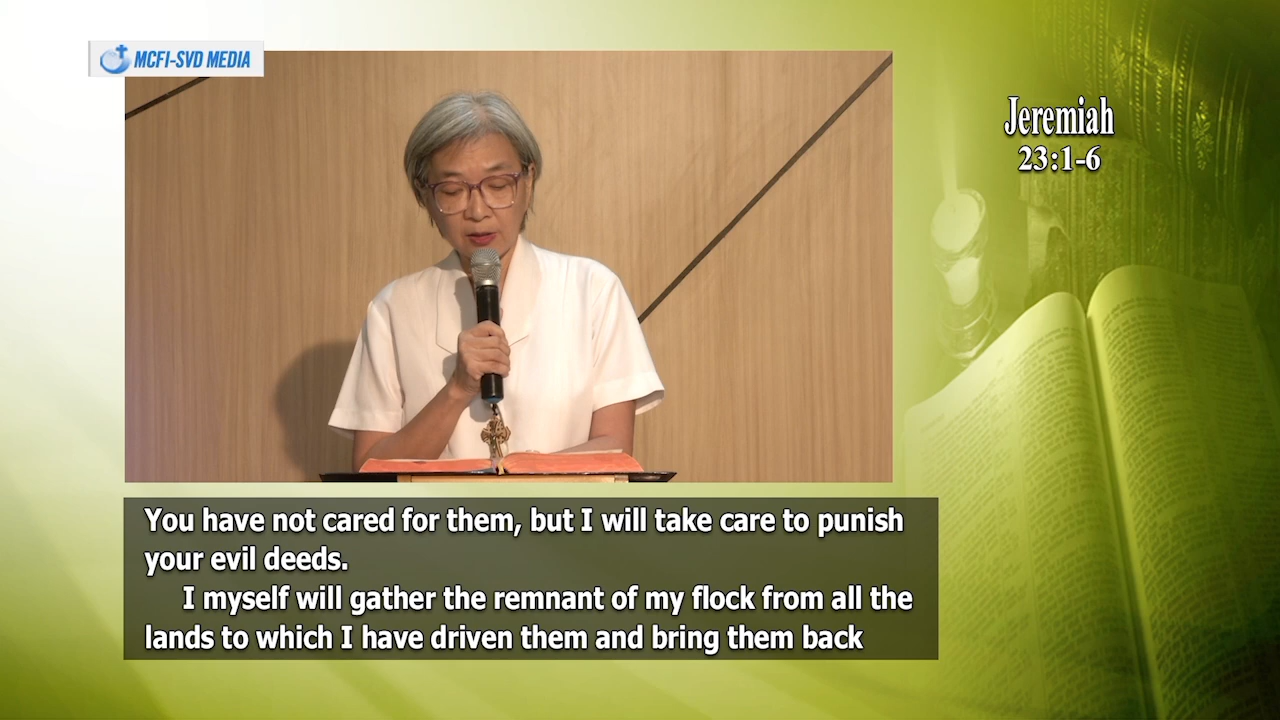 MCFI-SVD MEDIA
Jeremiah
23:1-6
You have not cared for them, but I will take care to punish
your evil deeds.
I myself will gather the remnant of my flock from all the
lands to which I have driven them and bring them back